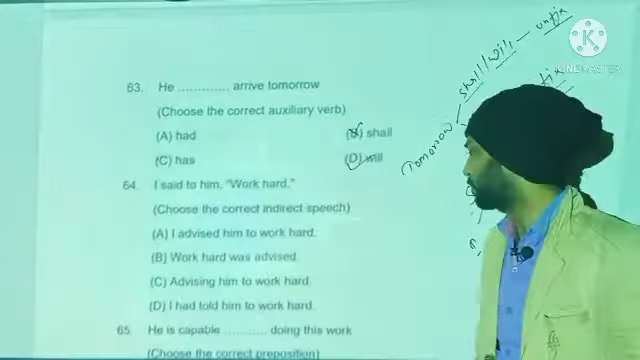 63. He ............. arrive tomorrow
(Choose the correct auxiliary verb)
(A) had (B) shall
(C) has (D) will
64. I said to him, "Work hard."
(Choose the correct indirect speech)
(A) I advised him to work hard.
(B) Work hard was advised.
(C) Advising him to work hard.
(D) I had told him to work hard.
65. He is capable ............ doing this work
(Choose the correct preposition)
Tomorrow – shall/will –
KINEMASTER